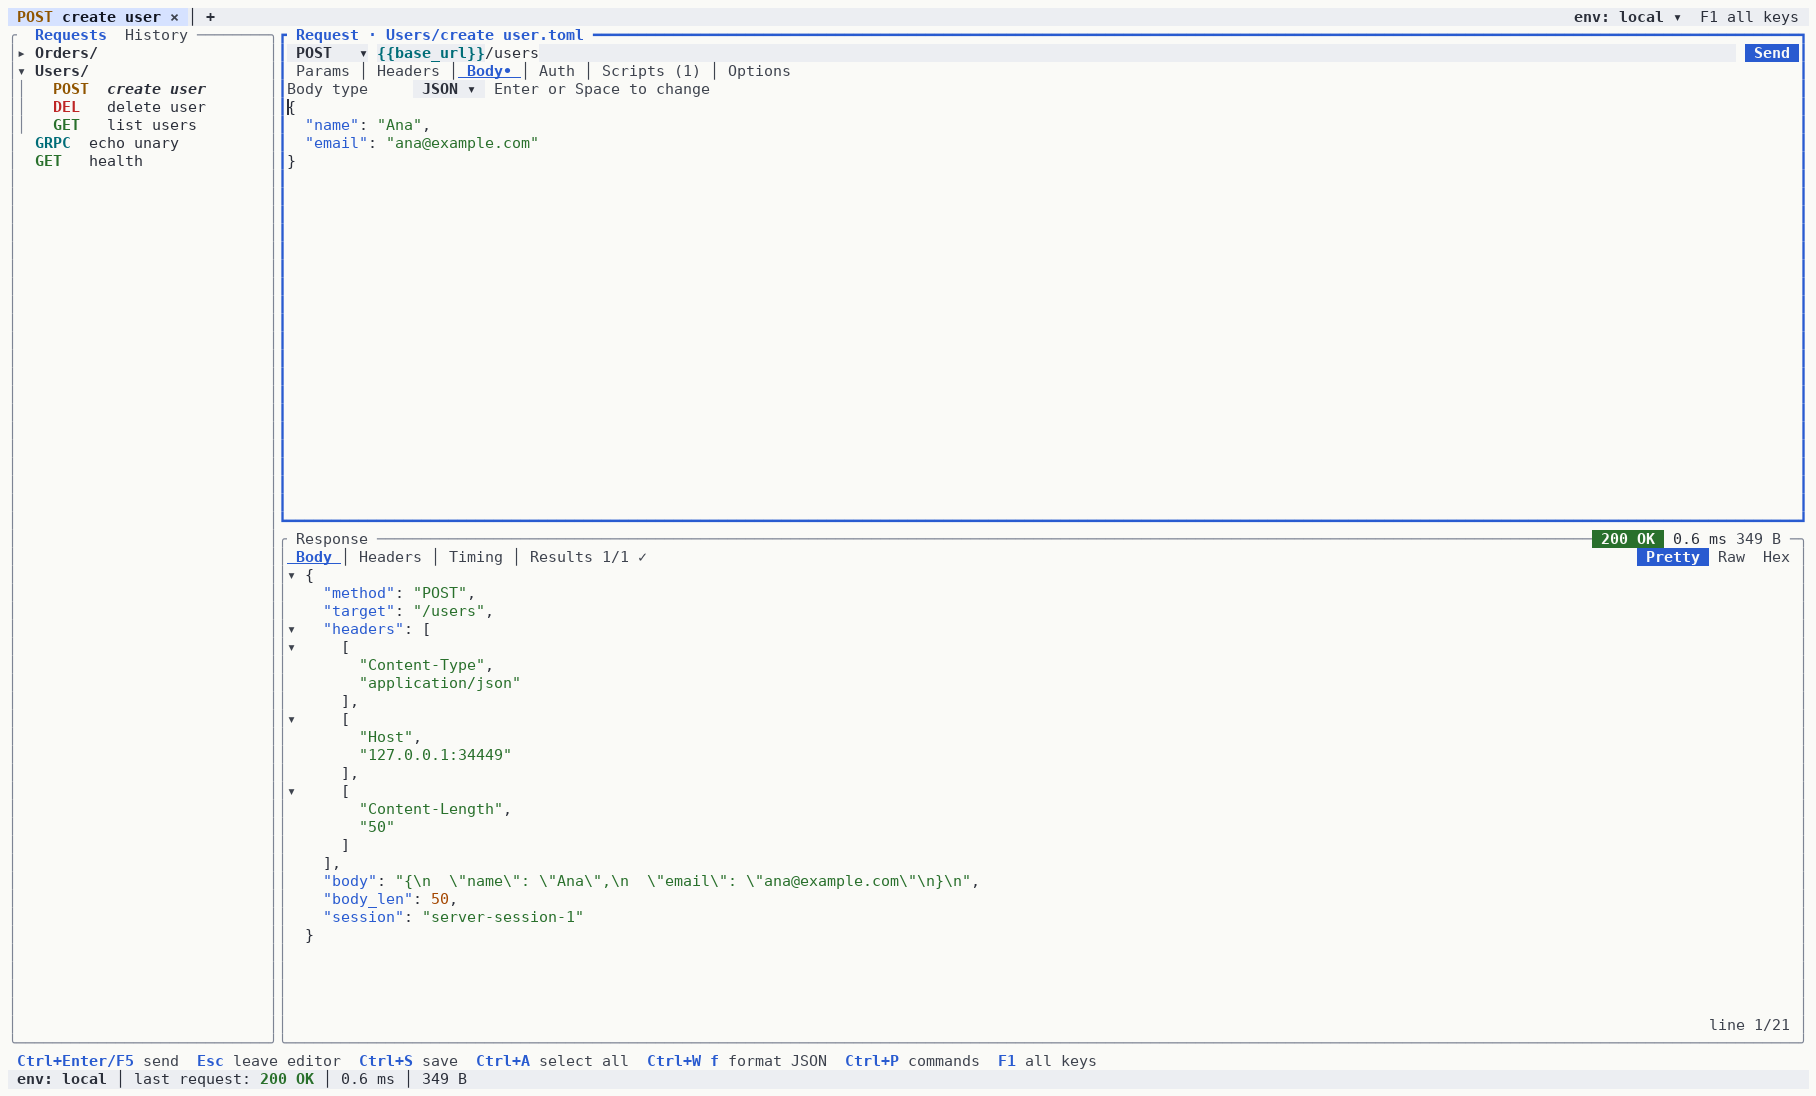 POST create user × │ + env: local ▾ F1 all keys
Requests History
▸ Orders/
▾ Users/
POST create user
DEL delete user
GET list users
GRPC echo unary
GET health
Request · Users/create user.toml
POST ▾ {{base_url}}/users Send
Params │ Headers │ Body• │ Auth │ Scripts (1) │ Options
Body type JSON ▾ Enter or Space to change
{
  "name": "Ana",
  "email": "ana@example.com"
}
Response 200 OK 0.6 ms 349 B
Body │ Headers │ Timing │ Results 1/1 ✓ Pretty Raw Hex
▾ {
    "method": "POST",
    "target": "/users",
▾   "headers": [
▾     [
        "Content-Type",
        "application/json"
      ],
▾     [
        "Host",
        "127.0.0.1:34449"
      ],
▾     [
        "Content-Length",
        "50"
      ]
    ],
    "body": "{\n  \"name\": \"Ana\",\n  \"email\": \"ana@example.com\"\n}\n",
    "body_len": 50,
    "session": "server-session-1"
  }
line 1/21
Ctrl+Enter/F5 send Esc leave editor Ctrl+S save Ctrl+A select all Ctrl+W f format JSON Ctrl+P commands F1 all keys
env: local │ last request: 200 OK │ 0.6 ms │ 349 B